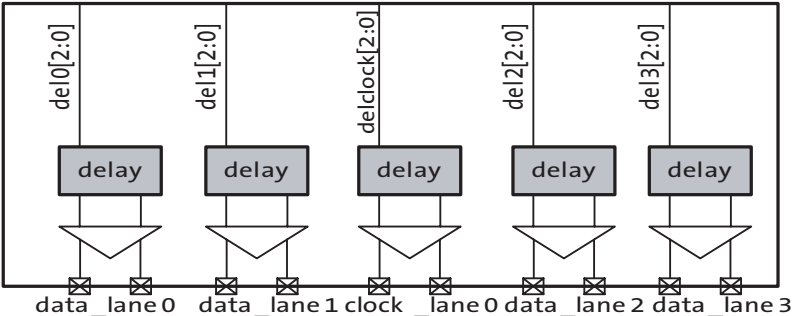 del0[2:0]
del1[2:0]
delclock[2:0]
del2[2:0]
del3[2:0]
delay
delay
delay
delay
delay
data_lane0
data_lane1
clock_lane0
data_lane2
data_lane3